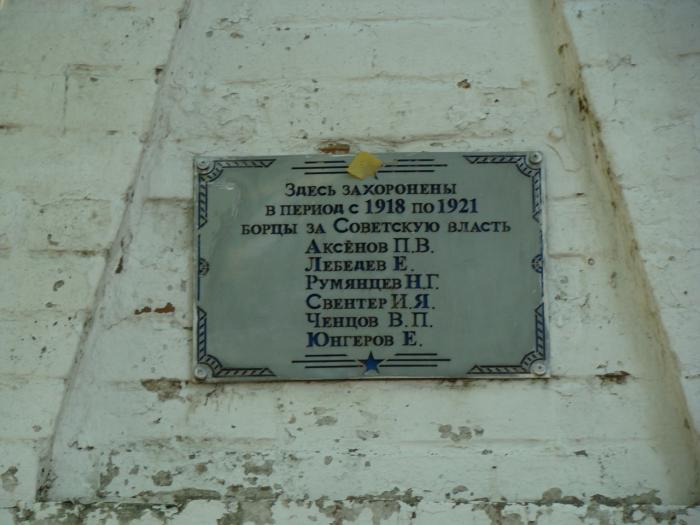 Здесь захоронены
в период с 1918 по 1921
борцы за Советскую власть
Аксёнов П.В.
Лебедев Е.
Румянцев Н.Г.
Свентер И.Я.
Ченцов В.П.
Юнгеров Е.